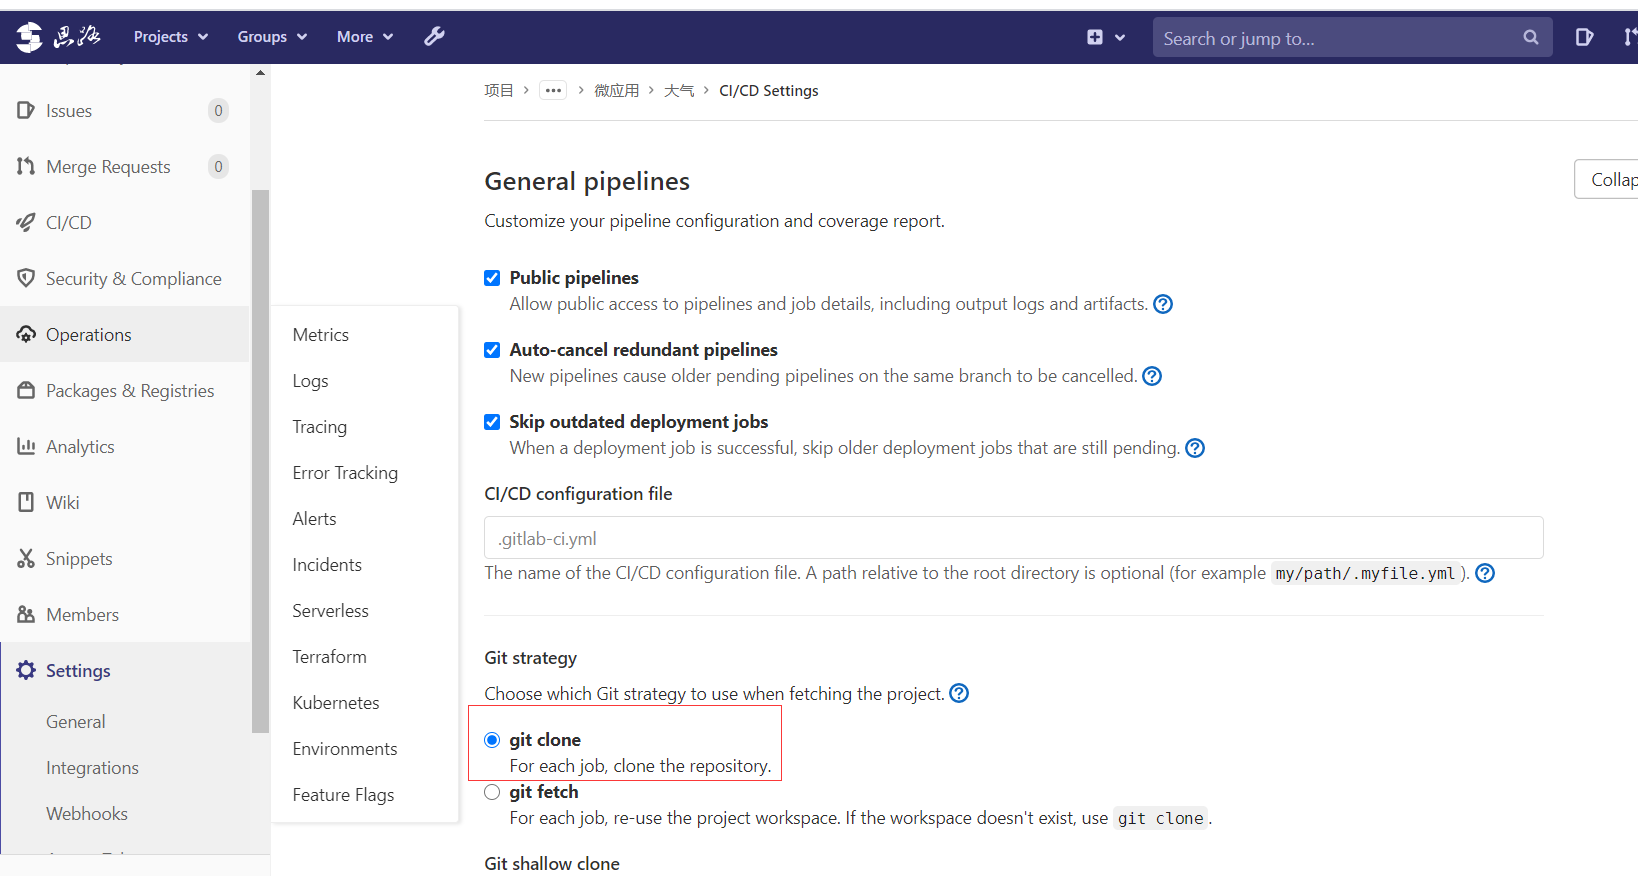 思路 Projects Groups More Search or jump to...
Issues 0
Merge Requests 0
CI/CD
Security & Compliance
Operations
Packages & Registries
Analytics
Wiki
Snippets
Members
Settings
General
Integrations
Webhooks
Metrics
Logs
Tracing
Error Tracking
Alerts
Incidents
Serverless
Terraform
Kubernetes
Environments
Feature Flags
项目 > ... > 微应用 > 大气 > CI/CD Settings
General pipelines
Collap
Customize your pipeline configuration and coverage report.
Public pipelines
Allow public access to pipelines and job details, including output logs and artifacts.
Auto-cancel redundant pipelines
New pipelines cause older pending pipelines on the same branch to be cancelled.
Skip outdated deployment jobs
When a deployment job is successful, skip older deployment jobs that are still pending.
CI/CD configuration file
.gitlab-ci.yml
The name of the CI/CD configuration file. A path relative to the root directory is optional (for example my/path/.myfile.yml ).
Git strategy
Choose which Git strategy to use when fetching the project.
git clone
For each job, clone the repository.
git fetch
For each job, re-use the project workspace. If the workspace doesn't exist, use git clone.
Git shallow clone